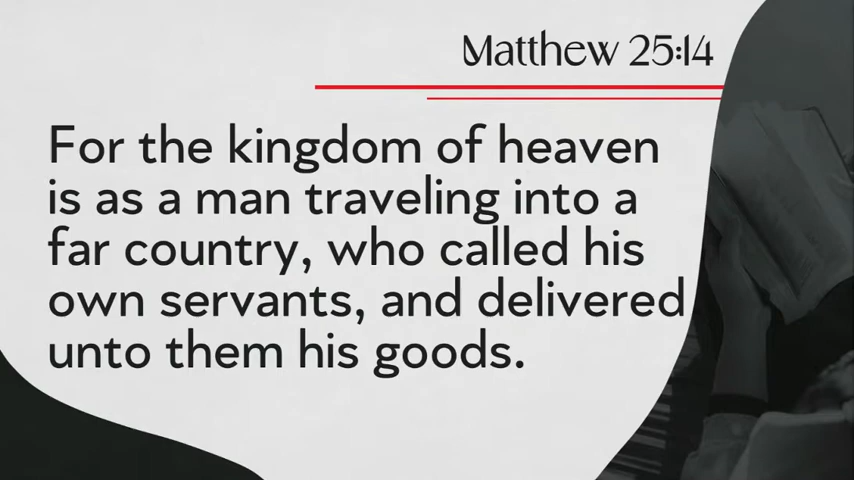 Matthew 25:14
For the kingdom of heaven
is as a man traveling into a
far country, who called his
own servants, and delivered
unto them his goods.